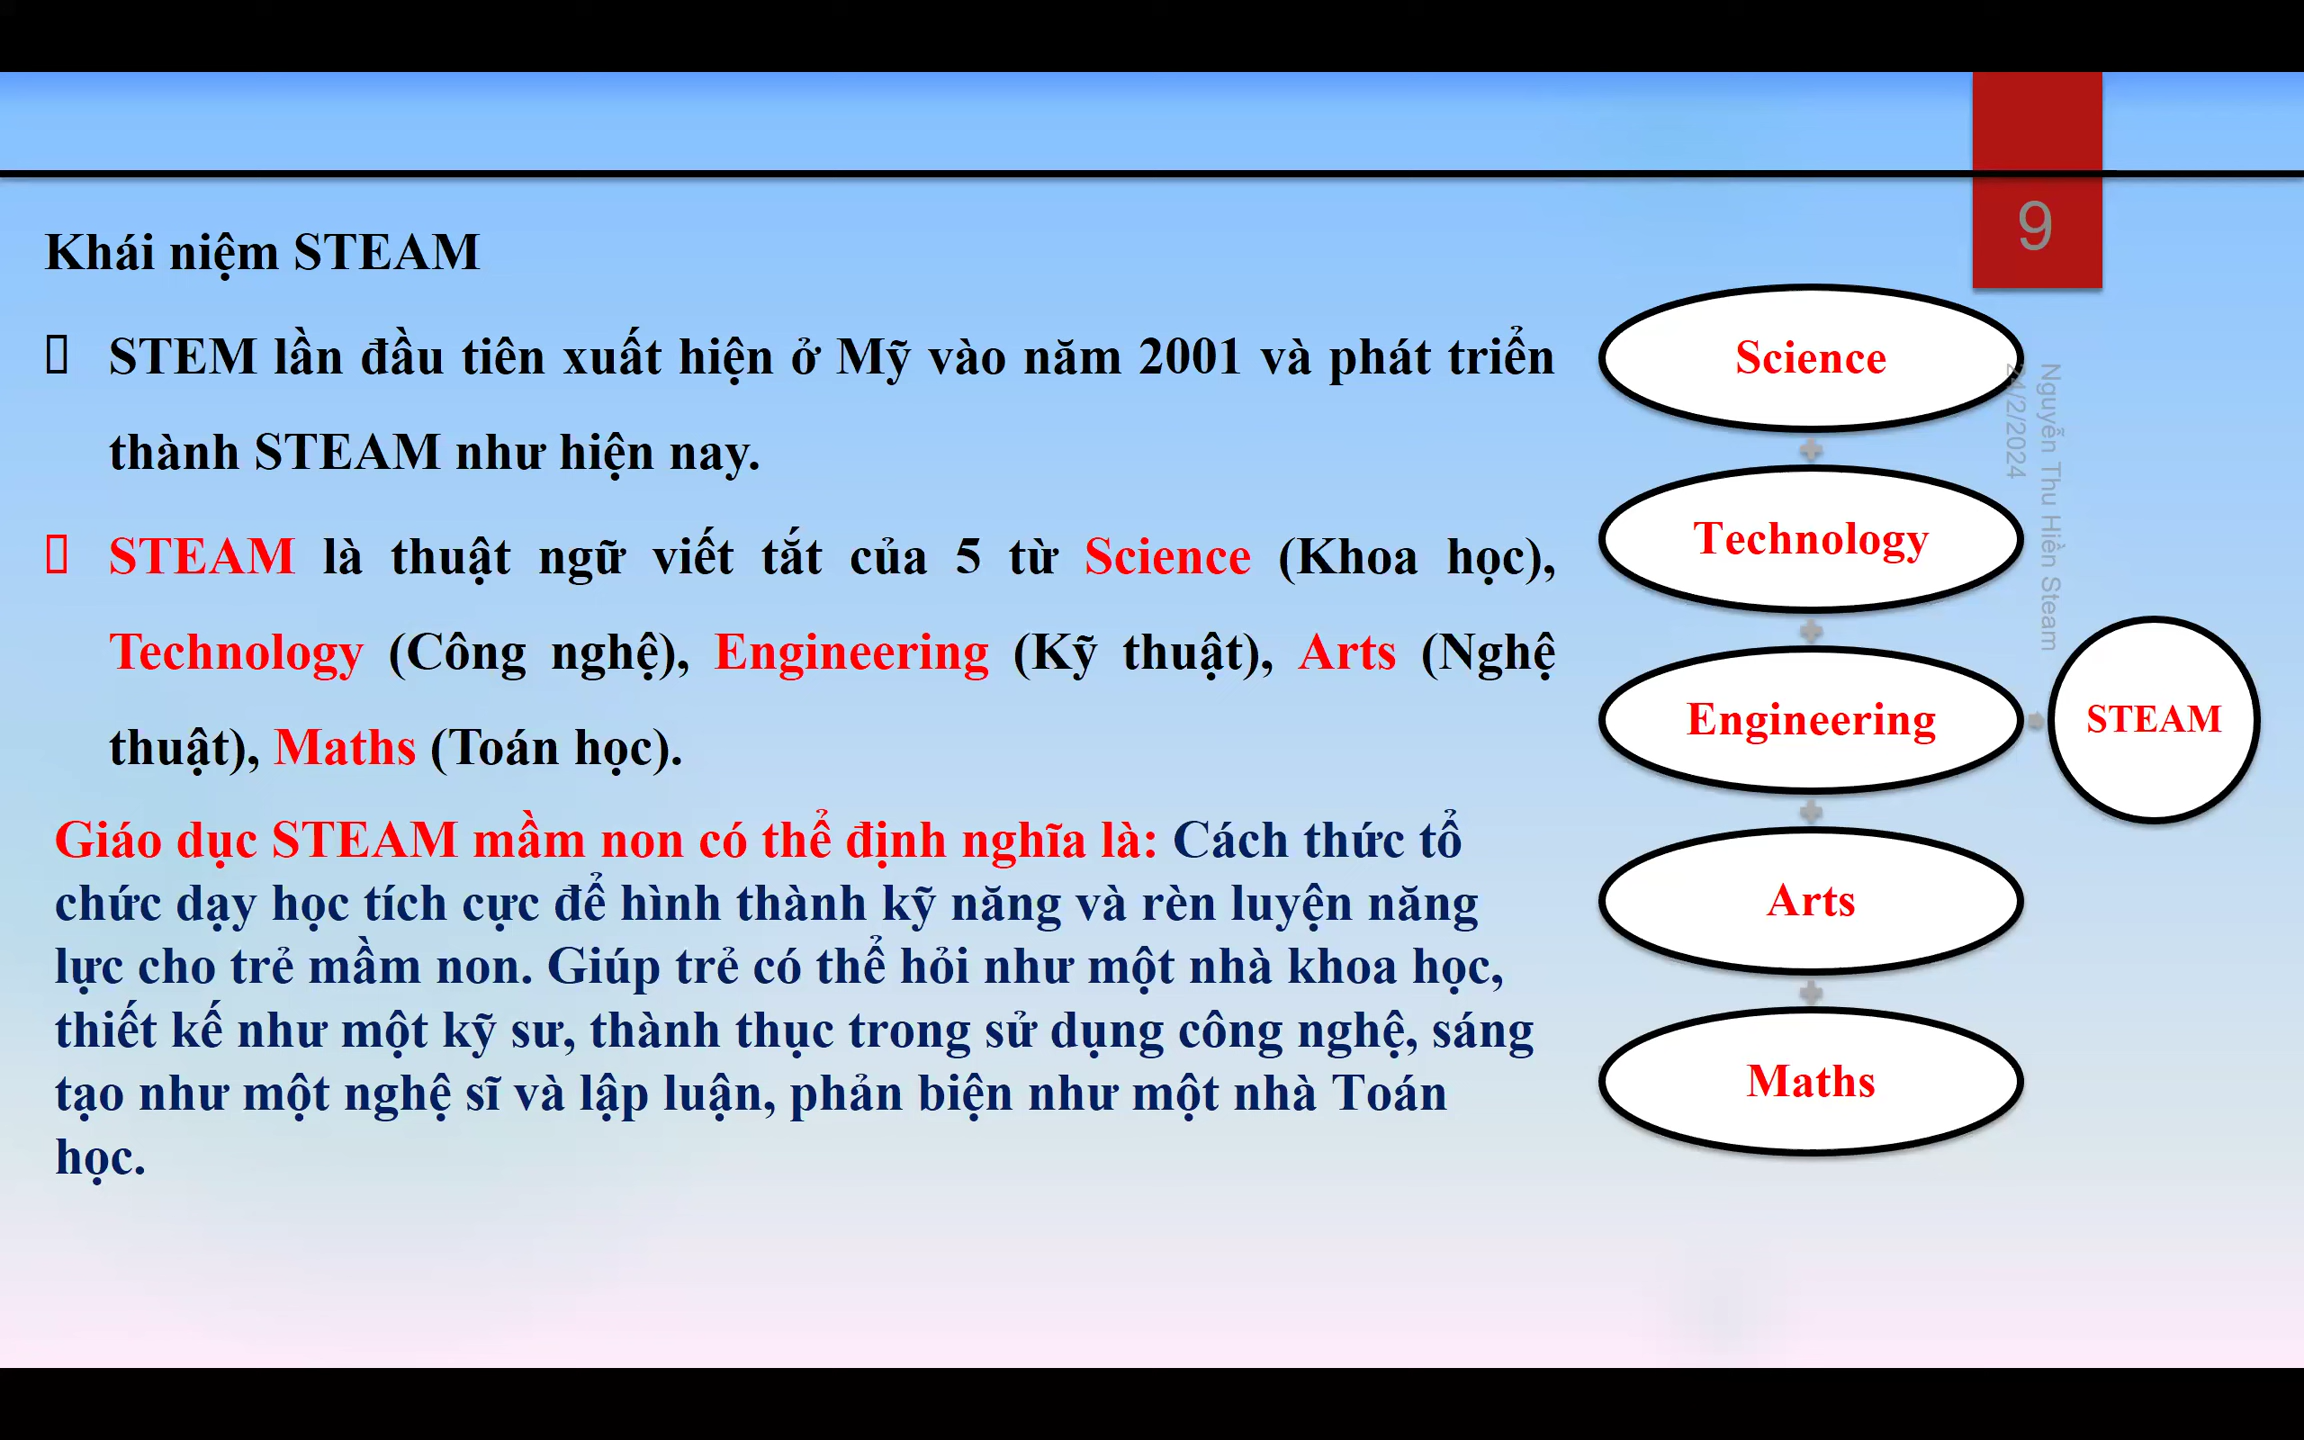 9
Khái niệm STEAM
STEM lần đầu tiên xuất hiện ở Mỹ vào năm 2001 và phát triển
thành STEAM như hiện nay.
STEAM là thuật ngữ viết tắt của 5 từ Science (Khoa học),
Technology (Công nghệ), Engineering (Kỹ thuật), Arts (Nghệ
thuật), Maths (Toán học).
Giáo dục STEAM mầm non có thể định nghĩa là: Cách thức tổ
chức dạy học tích cực để hình thành kỹ năng và rèn luyện năng
lực cho trẻ mầm non. Giúp trẻ có thể hỏi như một nhà khoa học,
thiết kế như một kỹ sư, thành thục trong sử dụng công nghệ, sáng
tạo như một nghệ sĩ và lập luận, phản biện như một nhà Toán
học.
Science
Technology
Engineering
Arts
Maths
STEAM
Nguyễn Thu Hiền Steam
24/2/2024